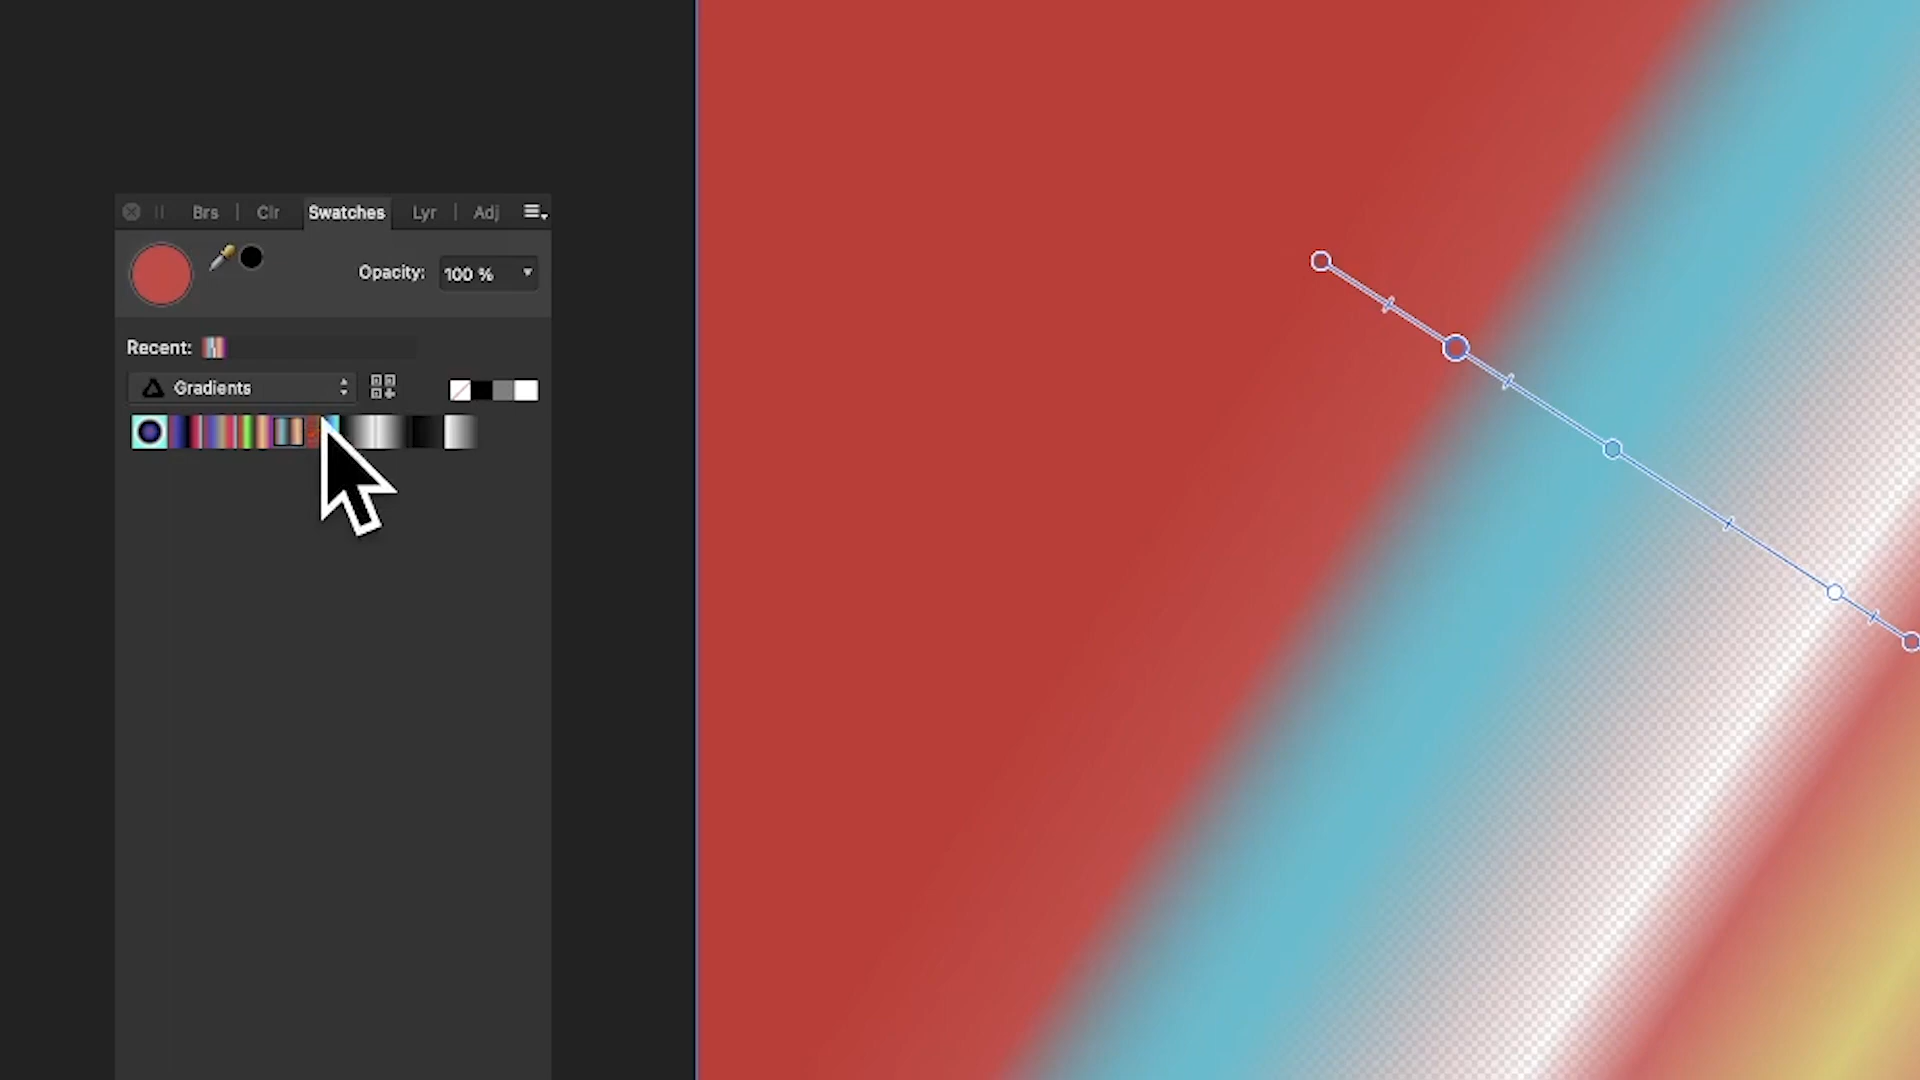 Brs | Clr Swatches Lyr | Adj
Opacity: 100 %
Recent:
Gradients